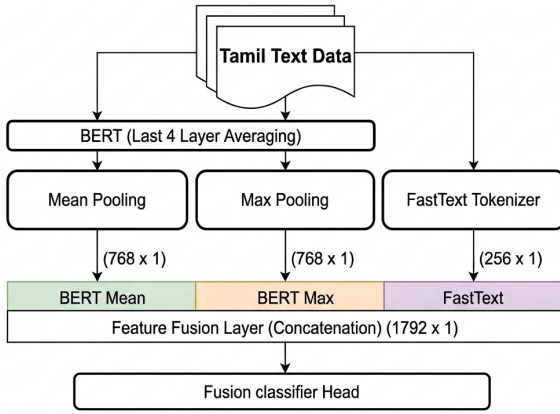 Tamil Text Data
BERT (Last 4 Layer Averaging)
Mean Pooling
Max Pooling
FastText Tokenizer
(768 x 1)
(768 x 1)
(256 x 1)
BERT Mean
BERT Max
FastText
Feature Fusion Layer (Concatenation) (1792 x 1)
Fusion classifier Head